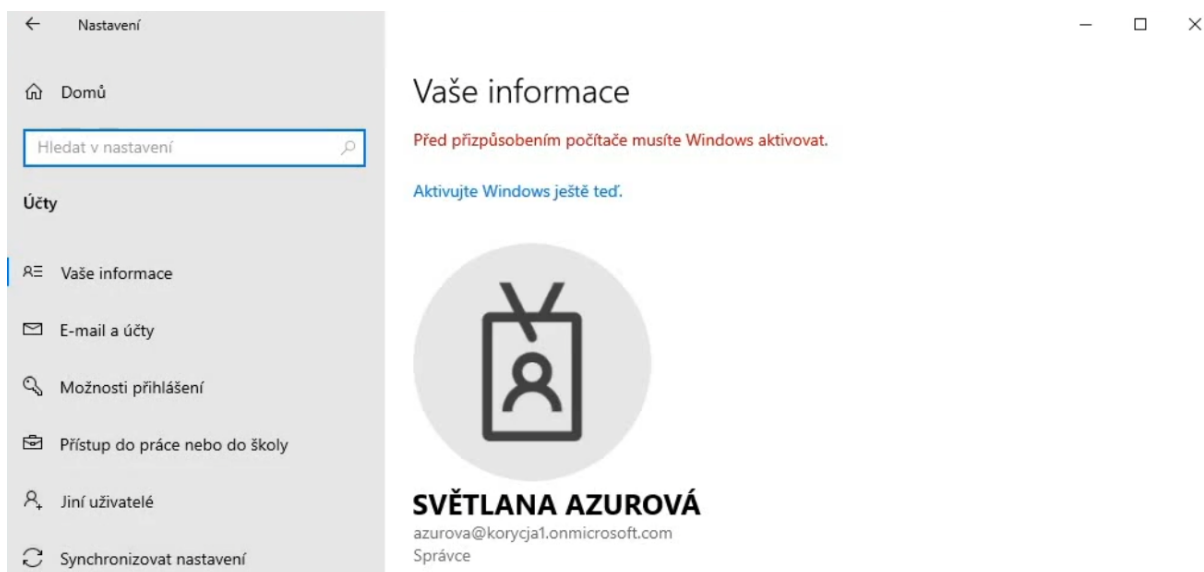 Nastavení
Domů
Hledat v nastavení
Účty
Vaše informace
E-mail a účty
Možnosti přihlášení
Přístup do práce nebo do školy
Jiní uživatelé
Synchronizovat nastavení
Vaše informace
Před přizpůsobením počítače musíte Windows aktivovat.
Aktivujte Windows ještě teď.
SVĚTLANA AZUROVÁ
azurova@korycja1.onmicrosoft.com
Správce